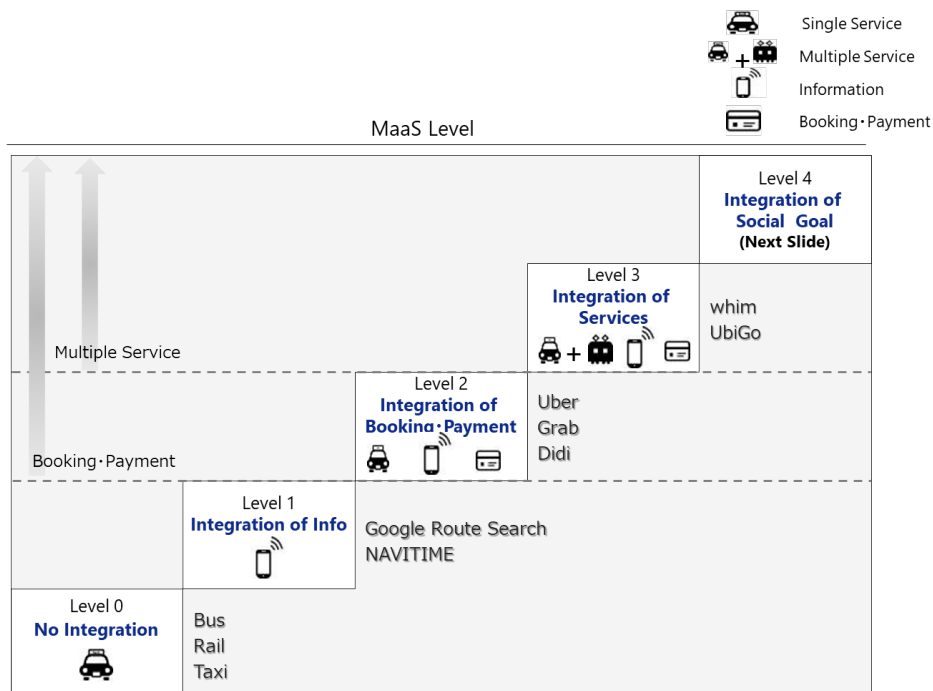 Single Service
Multiple Service
Information
Booking・Payment
MaaS Level
Level 4
Integration of
Social Goal
(Next Slide)
Level 3
Integration of
Services
whim
UbiGo
Multiple Service
Level 2
Integration of
Booking・Payment
Uber
Grab
Didi
Booking・Payment
Level 1
Integration of Info
Google Route Search
NAVITIME
Level 0
No Integration
Bus
Rail
Taxi